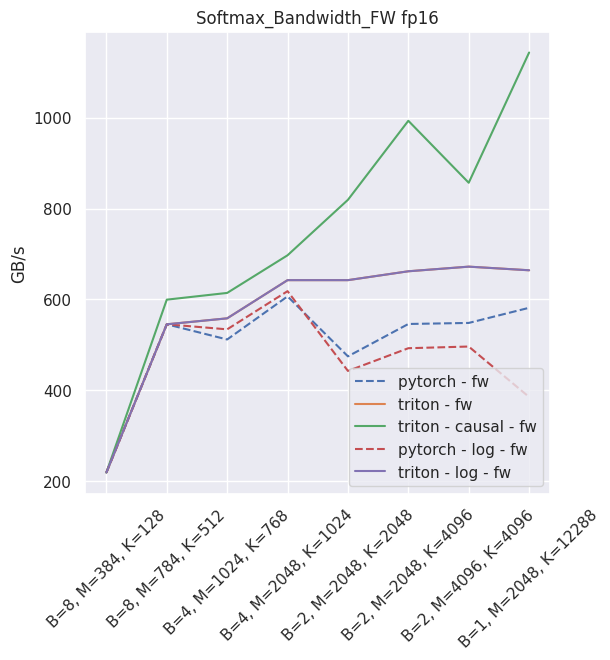 Softmax_Bandwidth_FW fp16
GB/s
1000
800
600
400
200
pytorch - fw
triton - fw
triton - causal - fw
pytorch - log - fw
triton - log - fw
B=8, M=384, K=128
B=8, M=784, K=512
B=4, M=1024, K=768
B=4, M=2048, K=1024
B=2, M=2048, K=2048
B=2, M=2048, K=4096
B=2, M=4096, K=4096
B=1, M=2048, K=12288